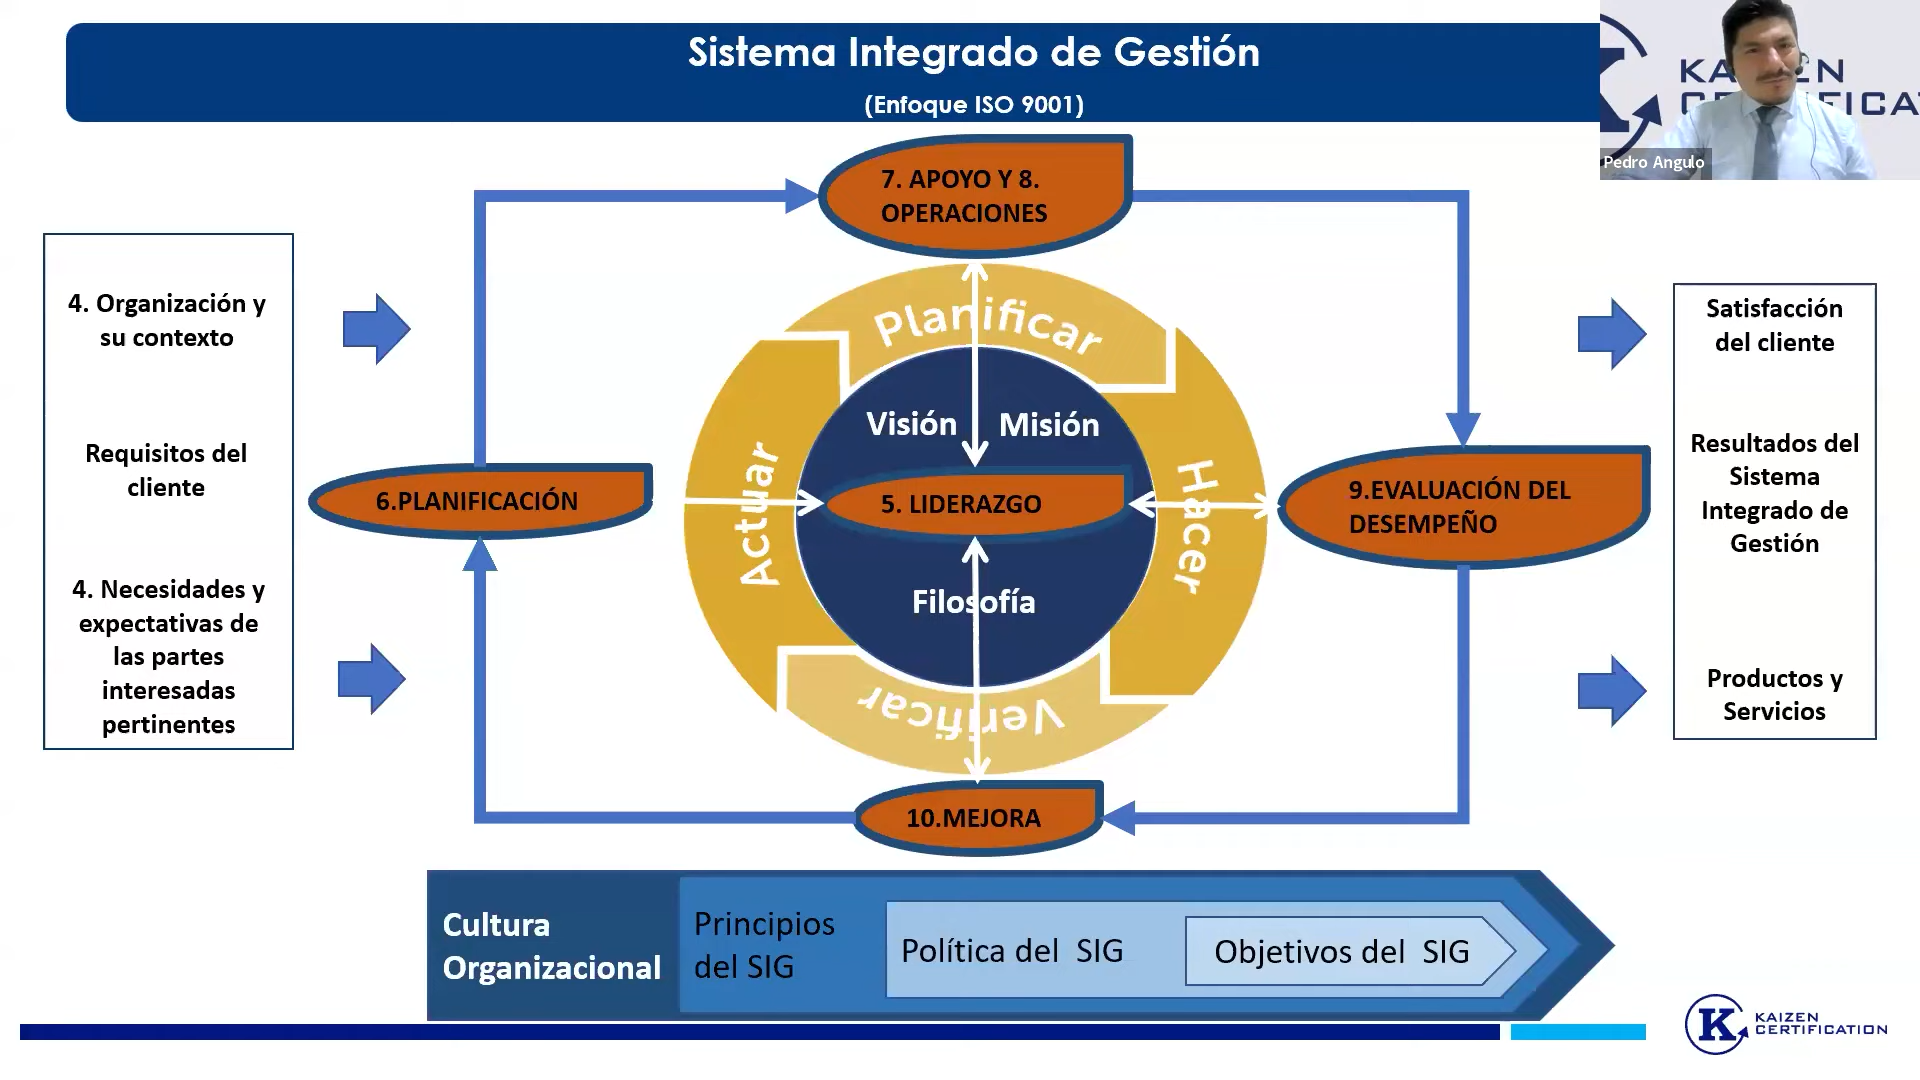 Sistema Integrado de Gestión
(Enfoque ISO 9001)
KAIZEN
CERTIFICA
Pedro Angulo
7. APOYO Y 8.
OPERACIONES
4. Organización y
su contexto
Requisitos del
cliente
4. Necesidades y
expectativas de
las partes
interesadas
pertinentes
6.PLANIFICACIÓN
Planificar
Actuar
Visión
Misión
5. LIDERAZGO
Filosofía
Hacer
Verificar
9.EVALUACIÓN DEL
DESEMPEÑO
10.MEJORA
Satisfacción
del cliente
Resultados del
Sistema
Integrado de
Gestión
Productos y
Servicios
Cultura
Organizacional
Principios
del SIG
Política del SIG
Objetivos del SIG
K
KAIZEN
CERTIFICATION